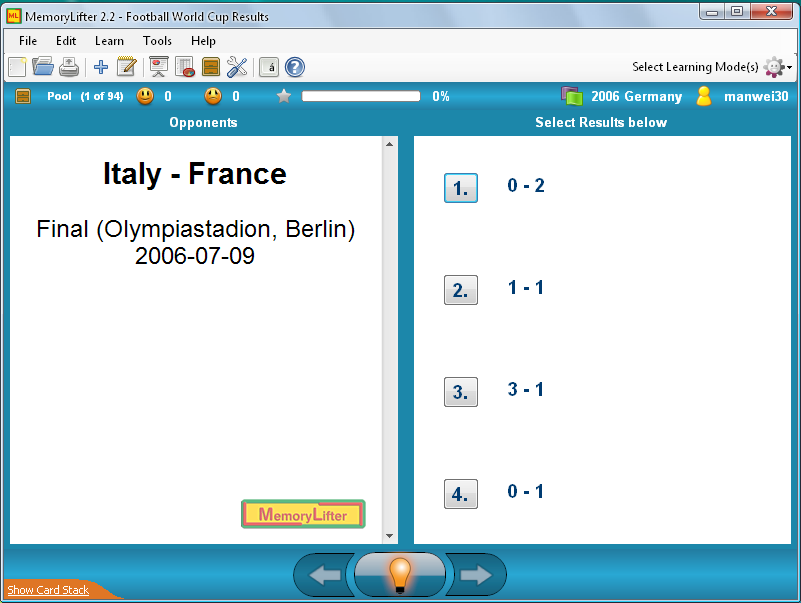 MemoryLifter 2.2 - Football World Cup Results
File Edit Learn Tools Help
á ? Select Learning Mode(s)
Pool (1 of 94) 0 0 0% 2006 Germany manwei30
Opponents
Select Results below
Italy - France
Final (Olympiastadion, Berlin)
2006-07-09
MemoryLifter
1. 0 - 2
2. 1 - 1
3. 3 - 1
4. 0 - 1
Show Card Stack